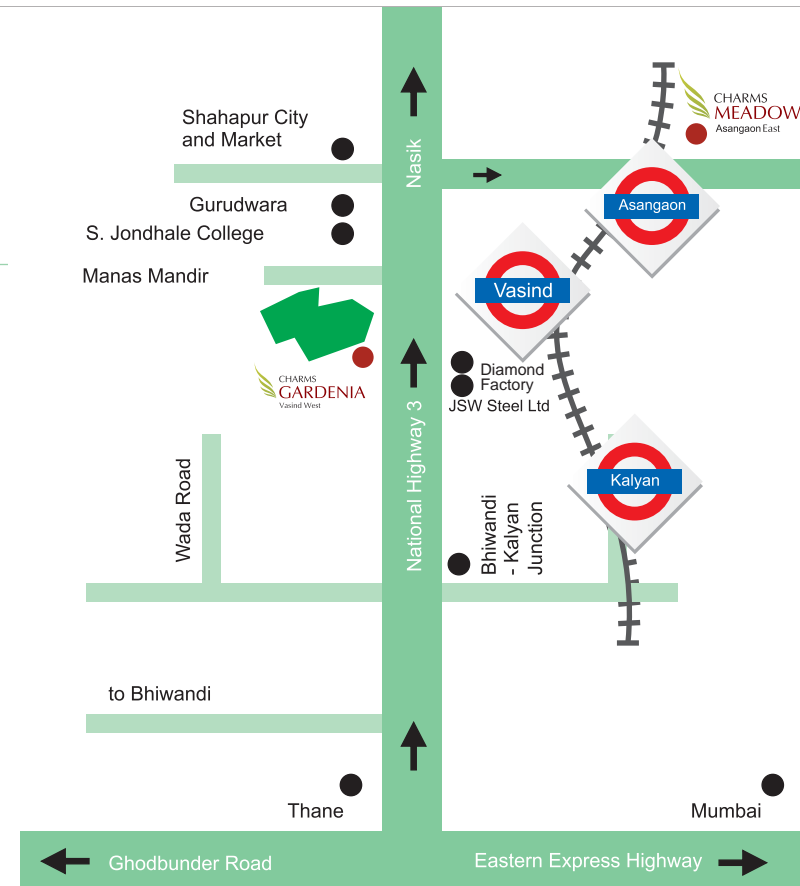 CHARMS
MEADOW
Asangaon East
Shahapur City
and Market
Nasik
Gurudwara
Asangaon
S. Jondhale College
Manas Mandir
Vasind
CHARMS
GARDENIA
Vasind West
Diamond
Factory
JSW Steel Ltd
National Highway 3
Wada Road
Kalyan
Bhiwandi
- Kalyan
Junction
to Bhiwandi
Thane
Mumbai
Ghodbunder Road
Eastern Express Highway